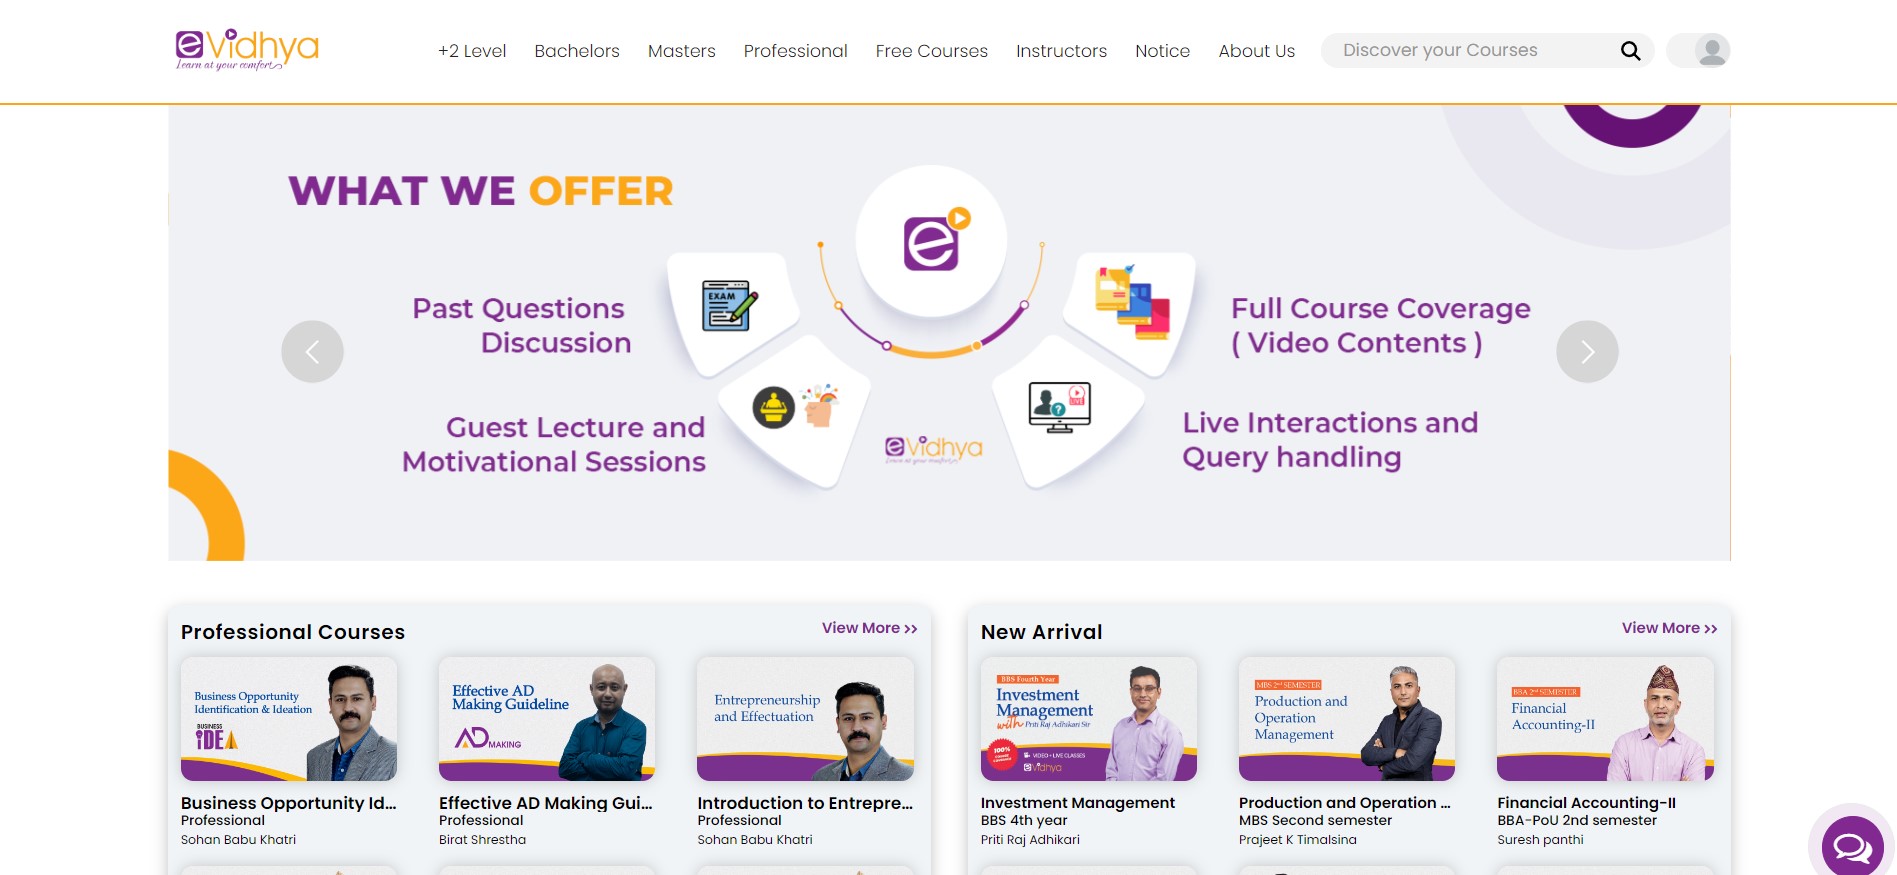 eVidhya
Learn at your comfort
+2 Level
Bachelors
Masters
Professional
Free Courses
Instructors
Notice
About Us
Discover your Courses
WHAT WE OFFER
EXAM
Past Questions
Discussion
Full Course Coverage
( Video Contents )
LIVE
Guest Lecture and
Motivational Sessions
Live Interactions and
Query handling
eVidhya
Learn at your comfort
Professional Courses
View More >>
Business Opportunity
Identification & Ideation
BUSINESS
iDEA
Business Opportunity Id...
Professional
Sohan Babu Khatri
Effective AD
Making Guideline
AD MAKING
Effective AD Making Gui...
Professional
Birat Shrestha
Entrepreneurship
and Effectuation
Introduction to Entrepre...
Professional
Sohan Babu Khatri
New Arrival
View More >>
BBS Fourth Year
Investment
Management
with Priti Raj Adhikari Sir
100%
VIDEO + LIVE CLASSES
eVidhya
Investment Management
BBS 4th year
Priti Raj Adhikari
MBS 2nd SEMESTER
Production and
Operation
Management
Production and Operation ...
MBS Second semester
Prajeet K Timalsina
BBA 2nd SEMESTER
Financial
Accounting-II
Financial Accounting-II
BBA-PoU 2nd semester
Suresh panthi